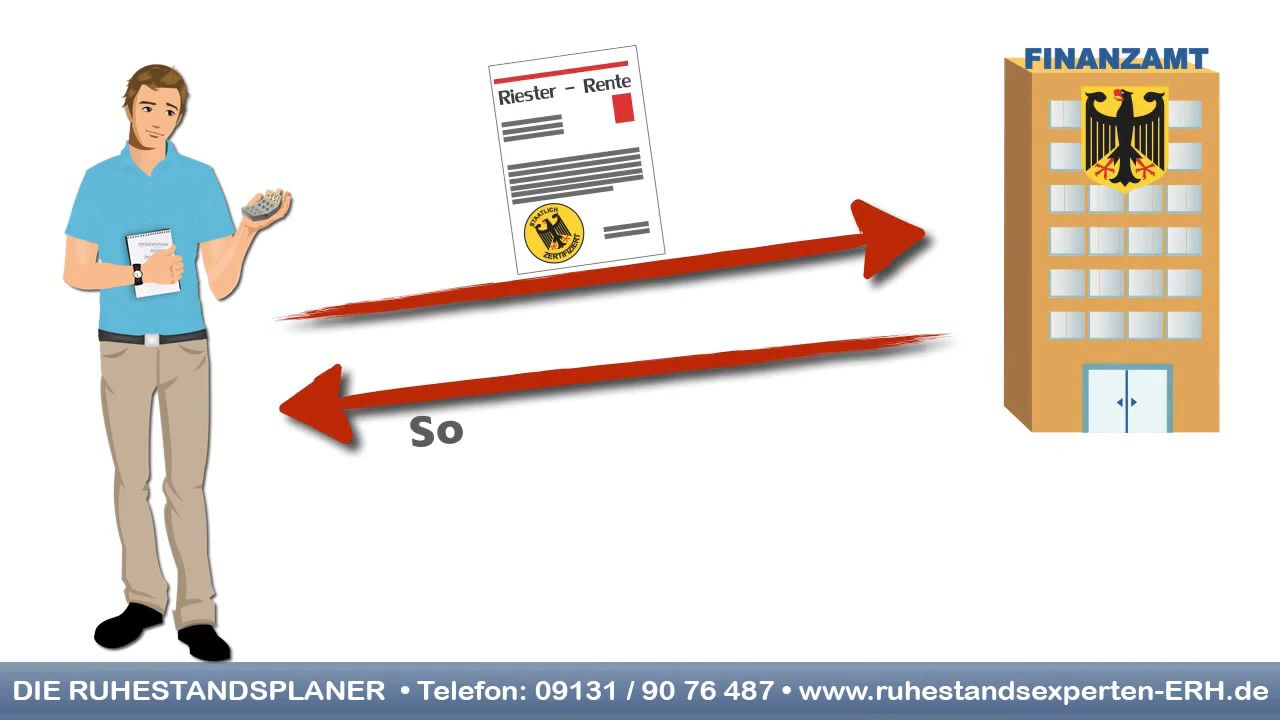 FINANZAMT
Riester - Rente
STAATLICH
ZERTIFIZIERT
So
DIE RUHESTANDSPLANER • Telefon: 09131 / 90 76 487 • www.ruhestandsexperten-ERH.de